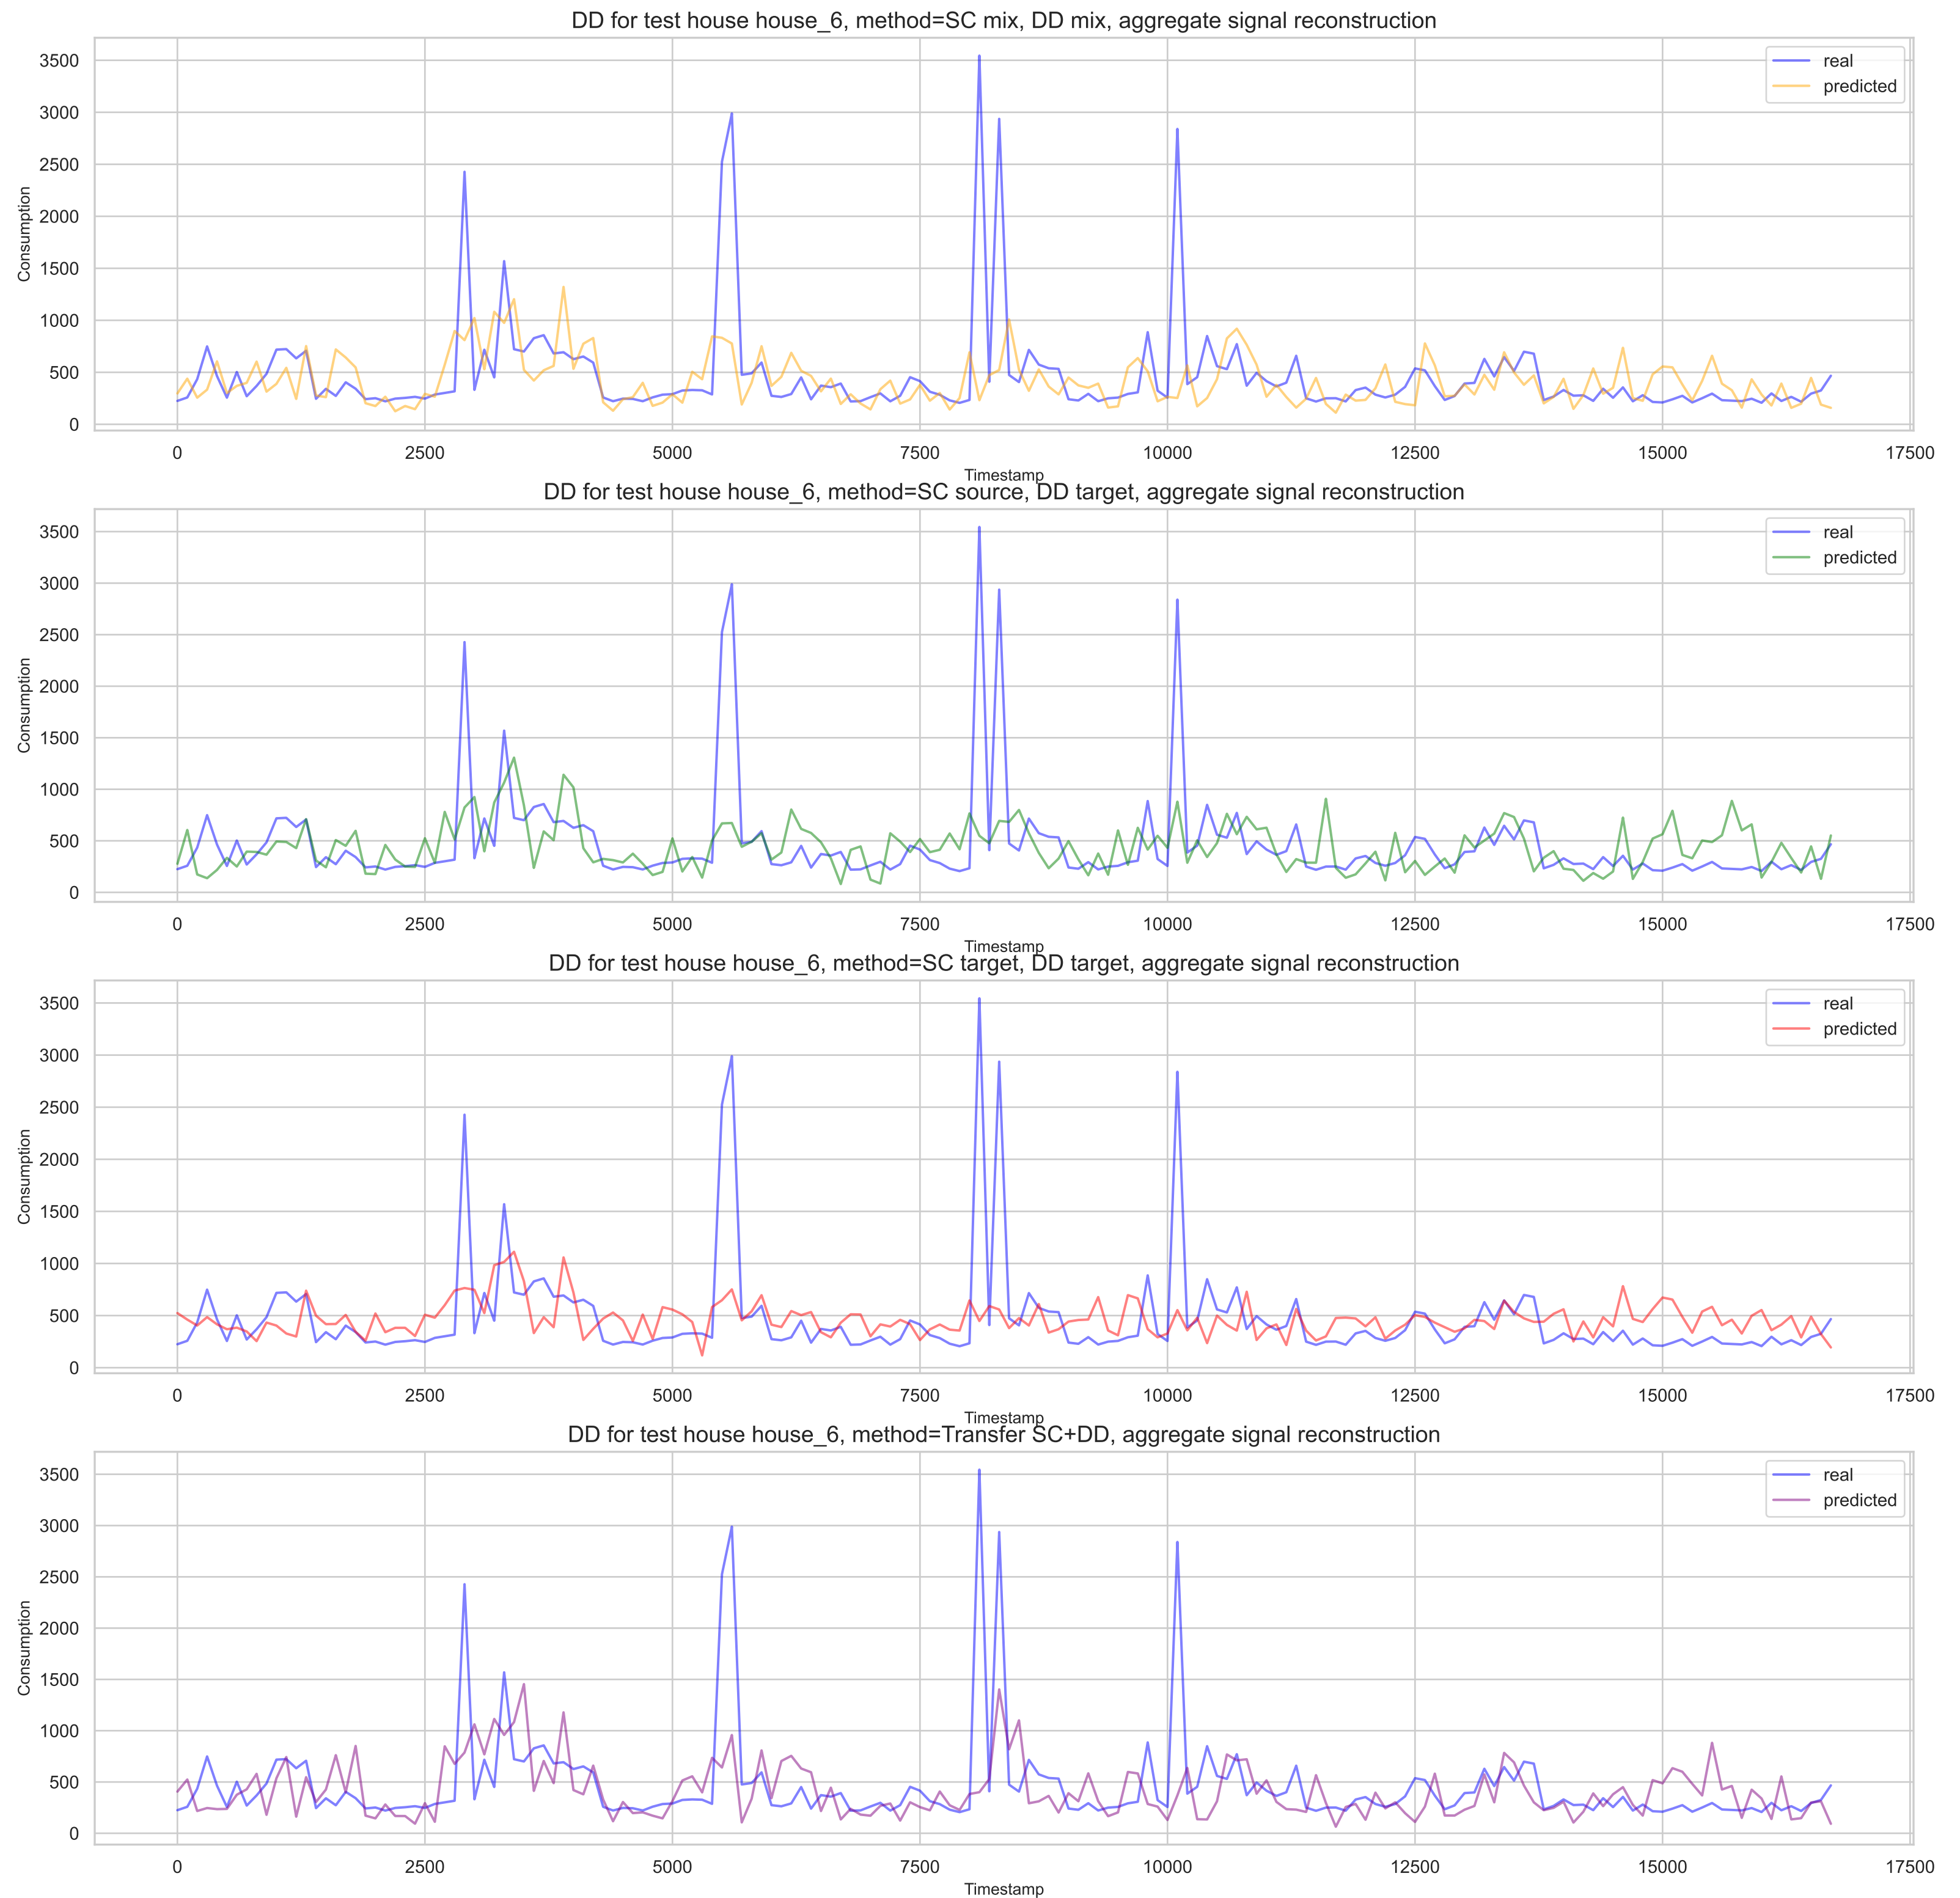 DD for test house house_6, method=SC mix, DD mix, aggregate signal reconstruction
3500
3000
2500
2000
1500
1000
500
0
Consumption
real
predicted
0 2500 5000 7500 10000 12500 15000 17500
Timestamp
DD for test house house_6, method=SC source, DD target, aggregate signal reconstruction
3500
3000
2500
2000
1500
1000
500
0
Consumption
real
predicted
0 2500 5000 7500 10000 12500 15000 17500
Timestamp
DD for test house house_6, method=SC target, DD target, aggregate signal reconstruction
3500
3000
2500
2000
1500
1000
500
0
Consumption
real
predicted
0 2500 5000 7500 10000 12500 15000 17500
Timestamp
DD for test house house_6, method=Transfer SC+DD, aggregate signal reconstruction
3500
3000
2500
2000
1500
1000
500
0
Consumption
real
predicted
0 2500 5000 7500 10000 12500 15000 17500
Timestamp